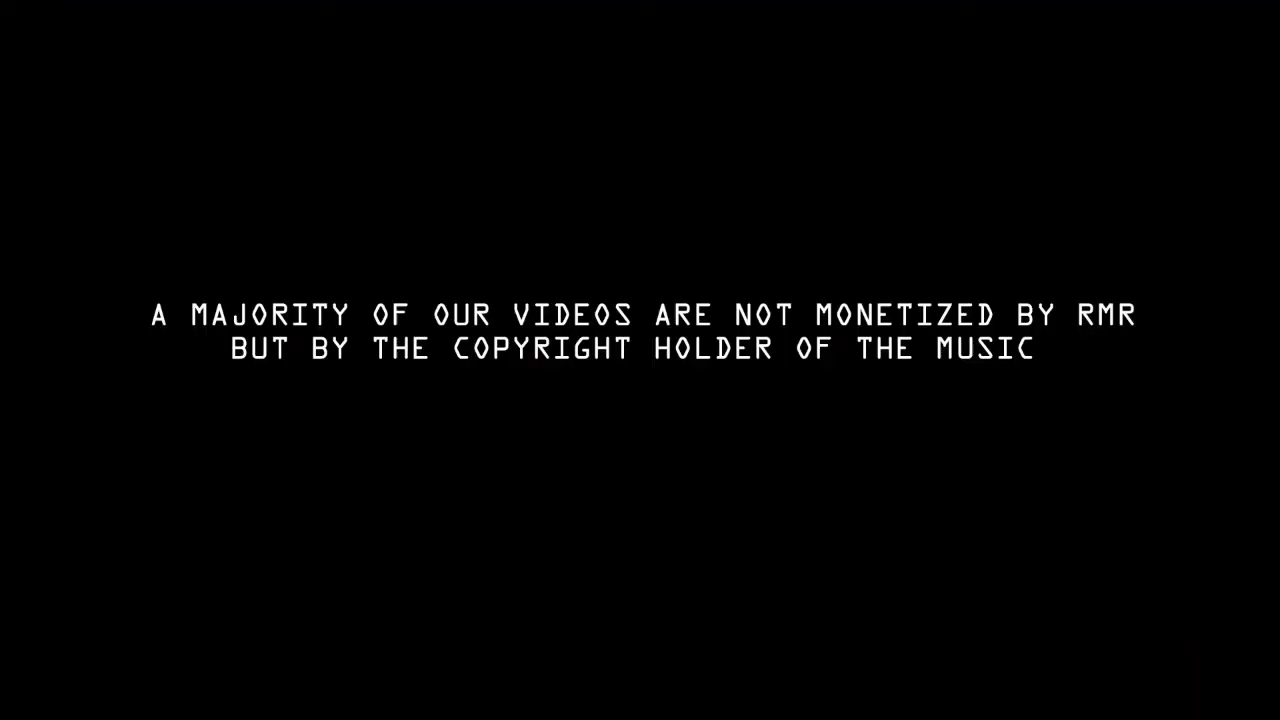 A MAJORITY OF OUR VIDEOS ARE NOT MONETIZED BY RMR
BUT BY THE COPYRIGHT HOLDER OF THE MUSIC